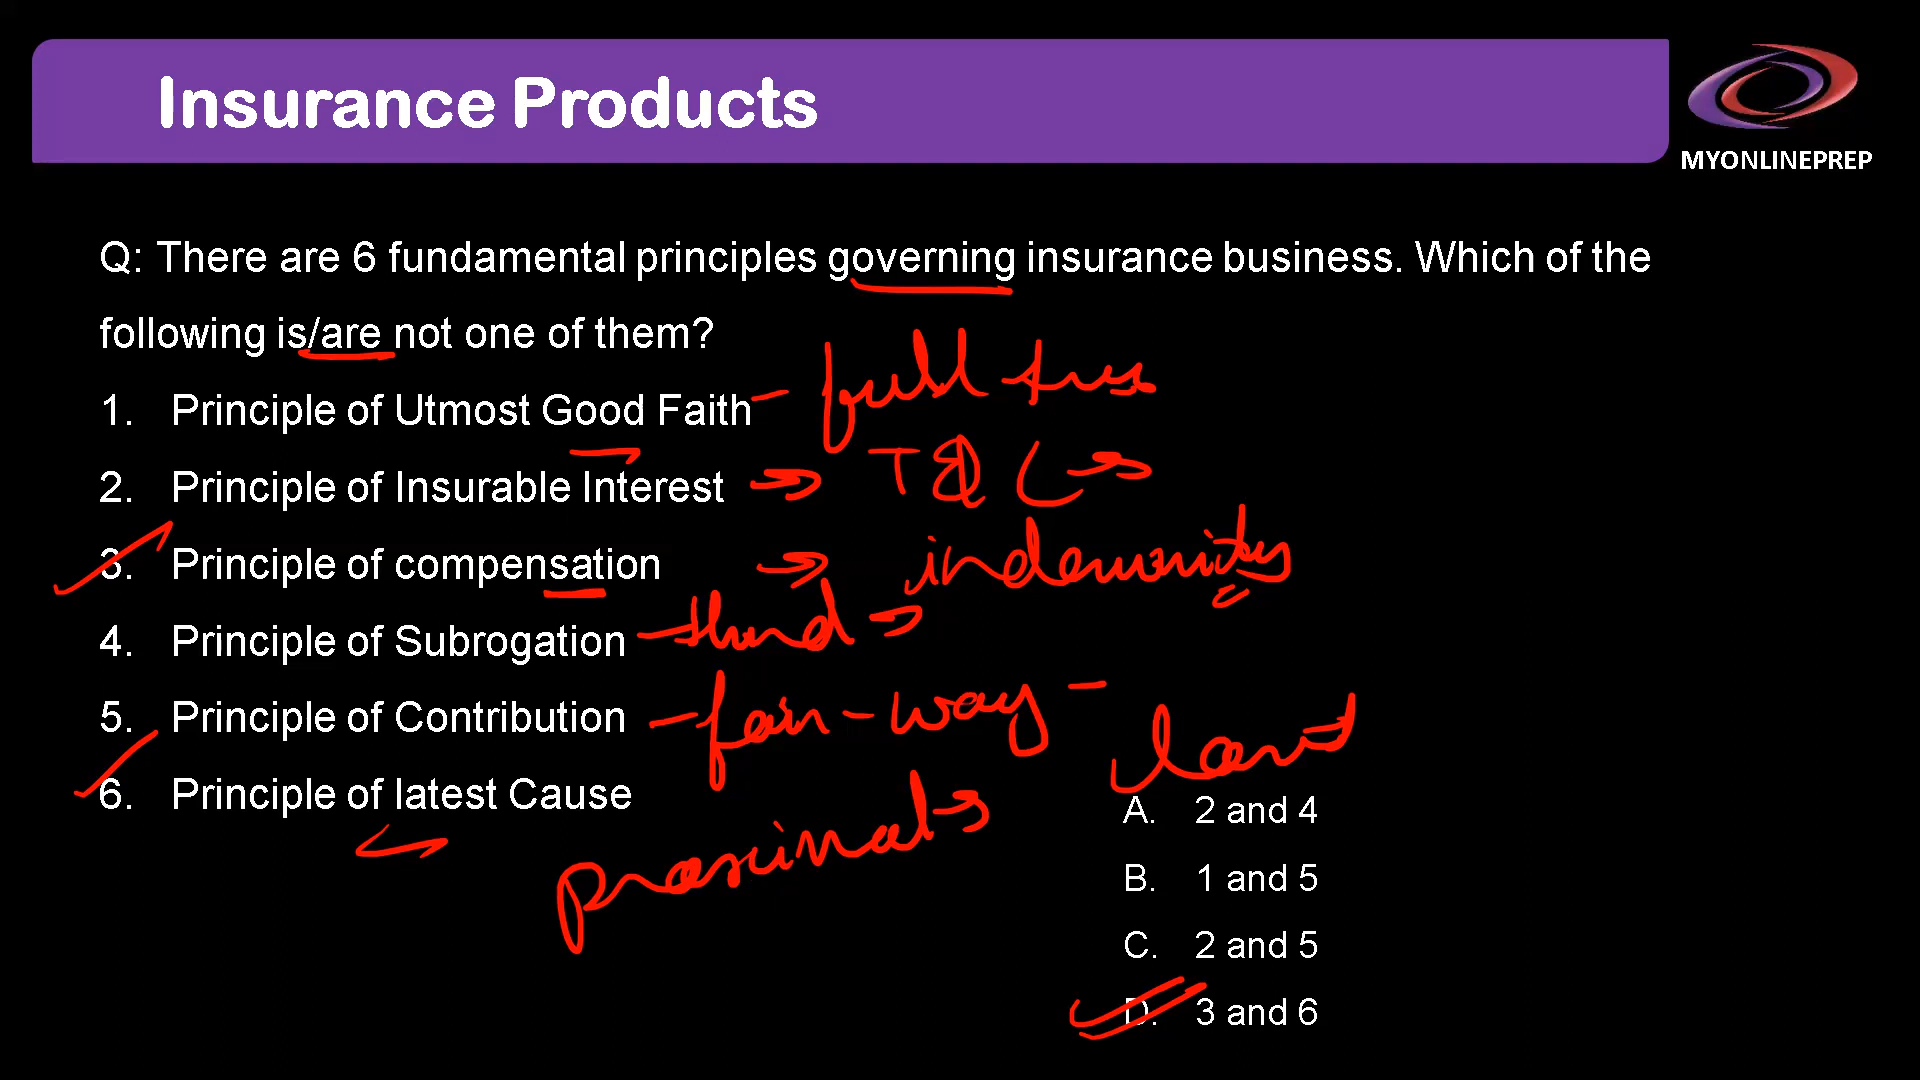 Insurance Products
MYONLINEPREP
Q: There are 6 fundamental principles governing insurance business. Which of the
following is/are not one of them?
1. Principle of Utmost Good Faith - full
2. Principle of Insurable Interest → T & C →
3. Principle of compensation → indemnity
4. Principle of Subrogation - third →
5. Principle of Contribution - fair - way -
6. Principle of latest Cause
A. 2 and 4
B. 1 and 5
C. 2 and 5
D. 3 and 6